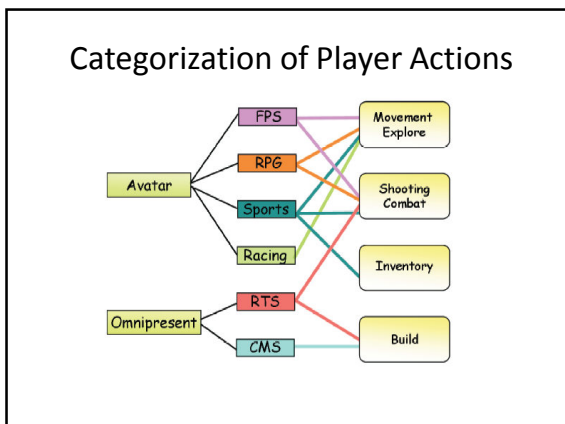 Categorization of Player Actions
FPS
Movement
Explore
RPG
Avatar
Shooting
Combat
Sports
Racing
Inventory
RTS
Omnipresent
Build
CMS